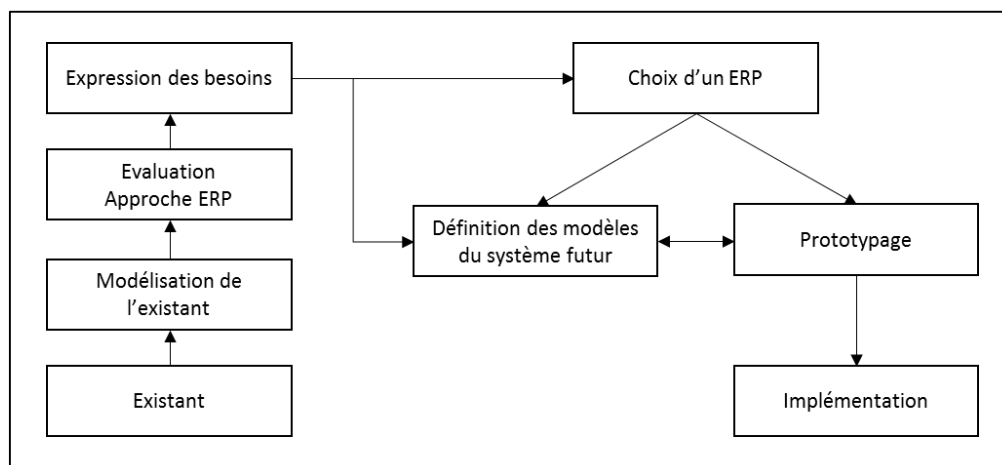 Expression des besoins
Choix d’un ERP
Evaluation
Approche ERP
Définition des modèles
du système futur
Prototypage
Modélisation de
l’existant
Existant
Implémentation